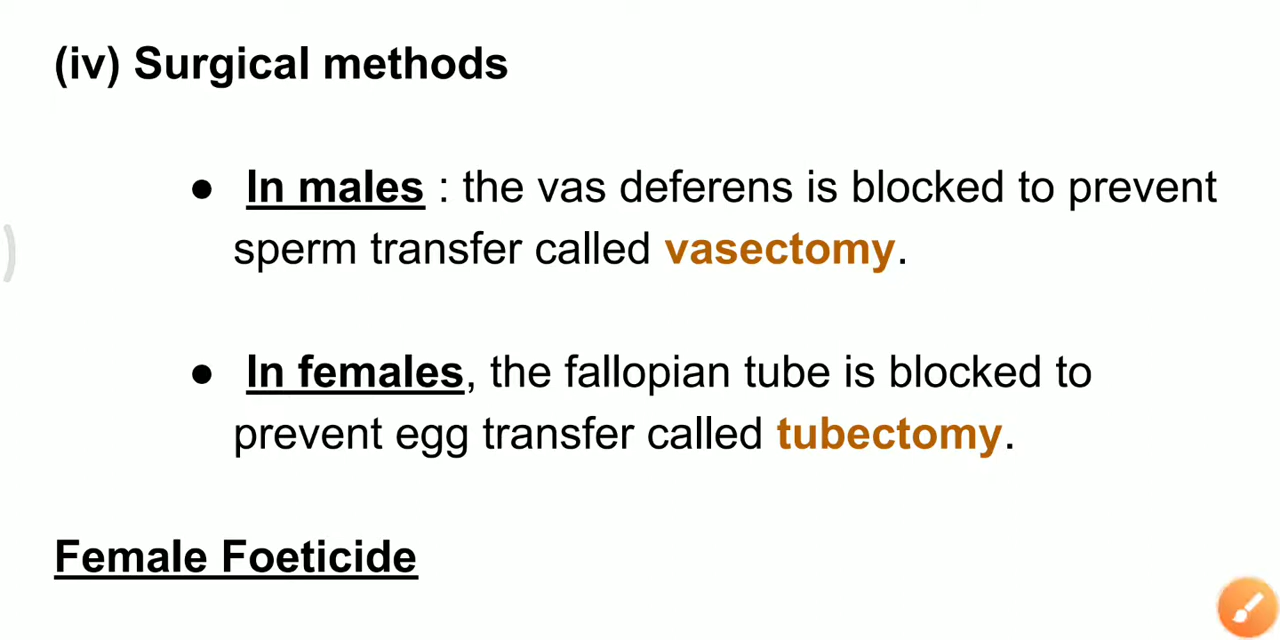 (iv) Surgical methods
● In males : the vas deferens is blocked to prevent
sperm transfer called vasectomy.
● In females, the fallopian tube is blocked to
prevent egg transfer called tubectomy.
Female Foeticide